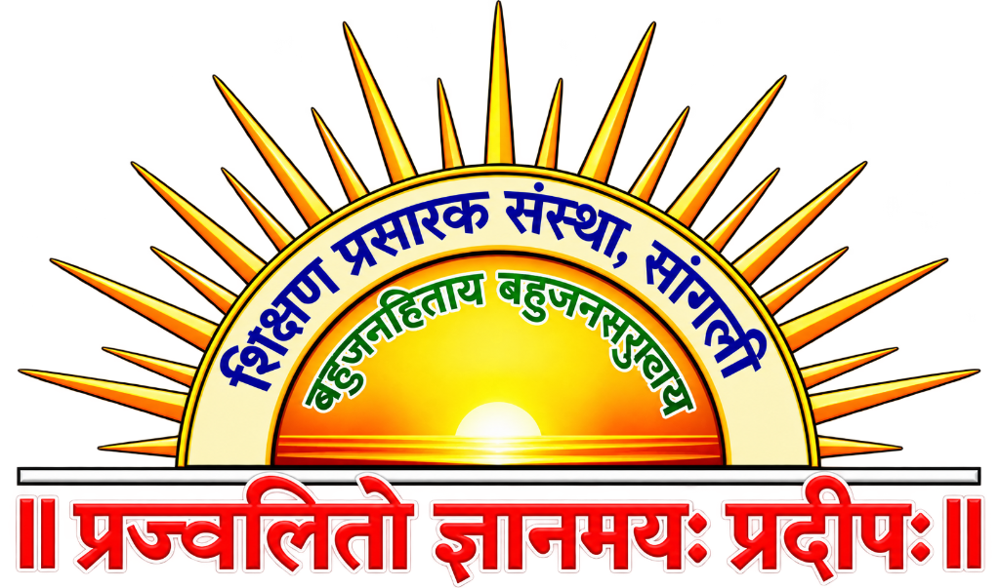 शिक्षण प्रसारक संस्था, सांगली
बहुजनहिताय बहुजनसुखाय
॥ प्रज्वलितो ज्ञानमयः प्रदीपः॥